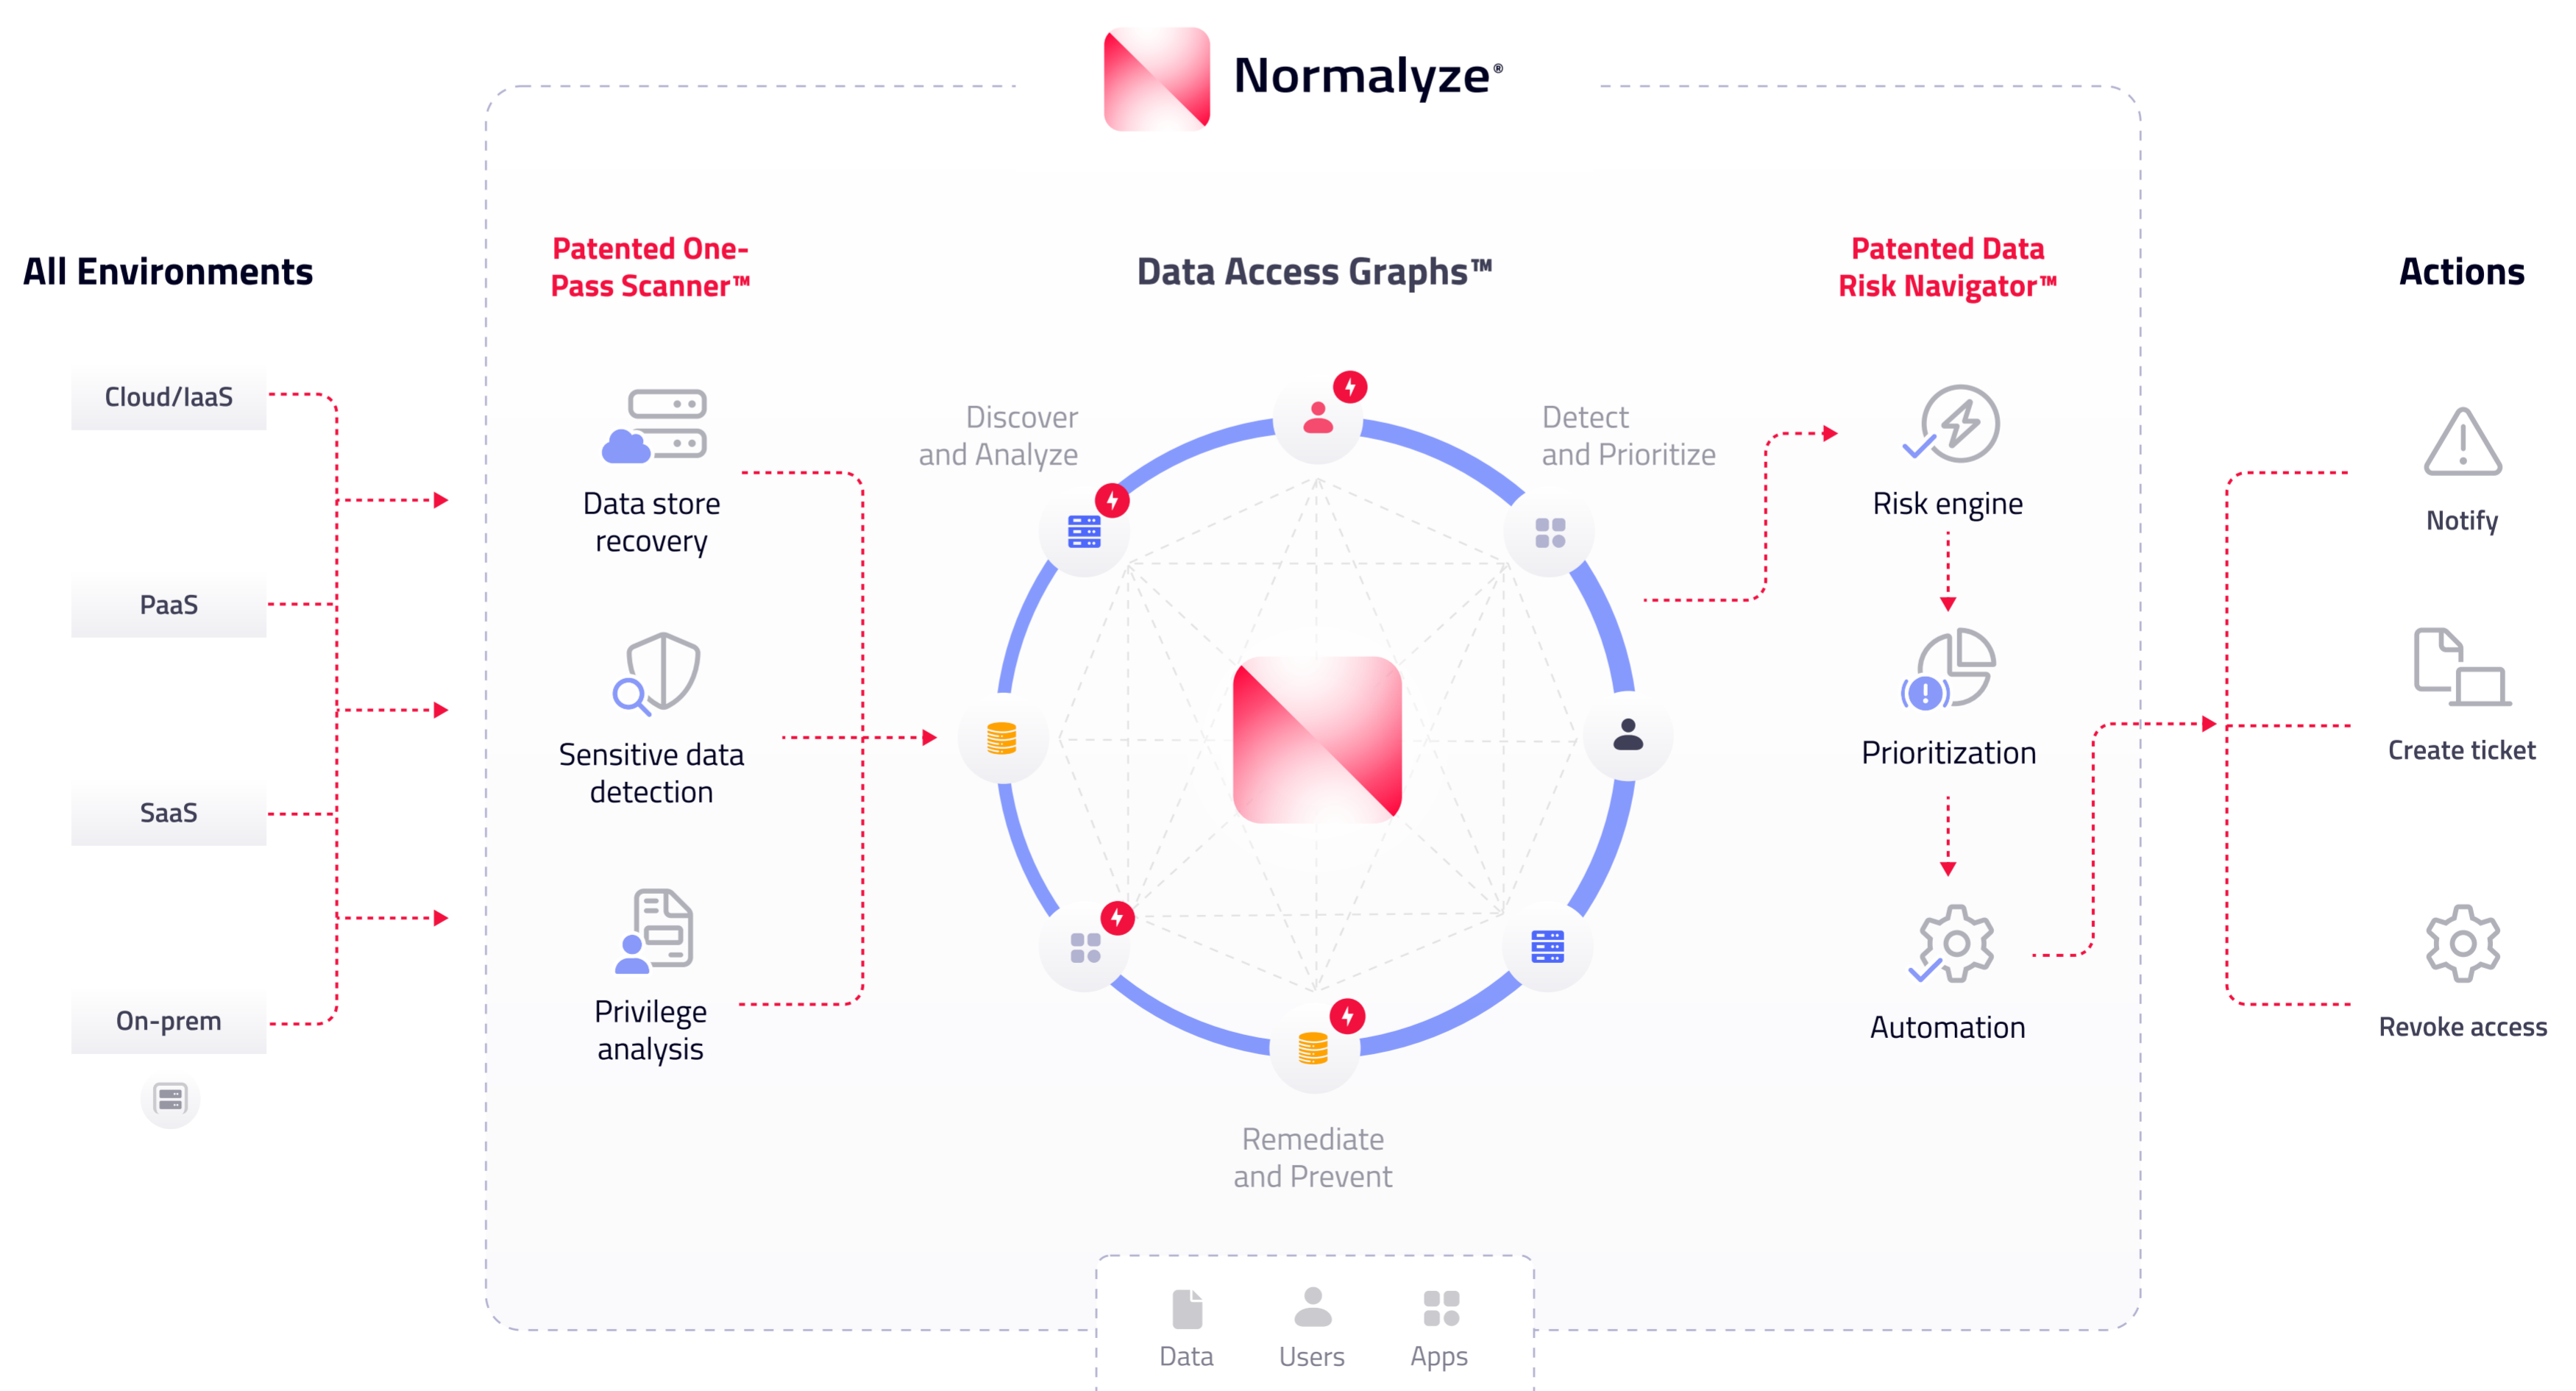 Normalyze®
All Environments
Cloud/IaaS
PaaS
SaaS
On-prem
Patented One-
Pass Scanner™
Data store
recovery
Sensitive data
detection
Privilege
analysis
Data Access Graphs™
Discover
and Analyze
Detect
and Prioritize
Remediate
and Prevent
Patented Data
Risk Navigator™
Risk engine
Prioritization
Automation
Actions
Notify
Create ticket
Revoke access
Data
Users
Apps